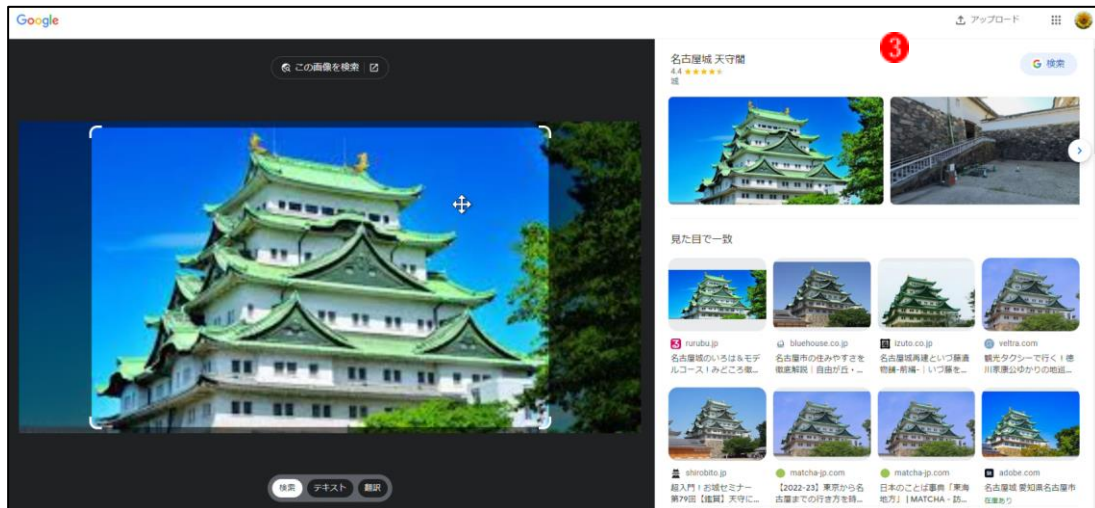 Google
アップロード
この画像を検索
3
名古屋城 天守閣
4.4
城
検索
見た目で一致
rurubu.jp
名古屋城のいろは＆モデ
ルコース！みどころ徹...
bluehouse.co.jp
名古屋市の住みやすさを
徹底解説｜自由が丘・...
izuto.co.jp
名古屋城再建といづ藤漬
物舗-前編-｜いづ藤を...
veltra.com
観光タクシーで行く！徳
川家康公ゆかりの地巡...
shirobito.jp
超入門！お城セミナー
第79回【鑑賞】天守に...
matcha-jp.com
【2022-23】東京から名
古屋までの行き方を時...
matcha-jp.com
日本のことば事典「東海
地方」 | MATCHA - 訪...
adobe.com
名古屋城 愛知県名古屋市
在庫あり
検索
テキスト
翻訳